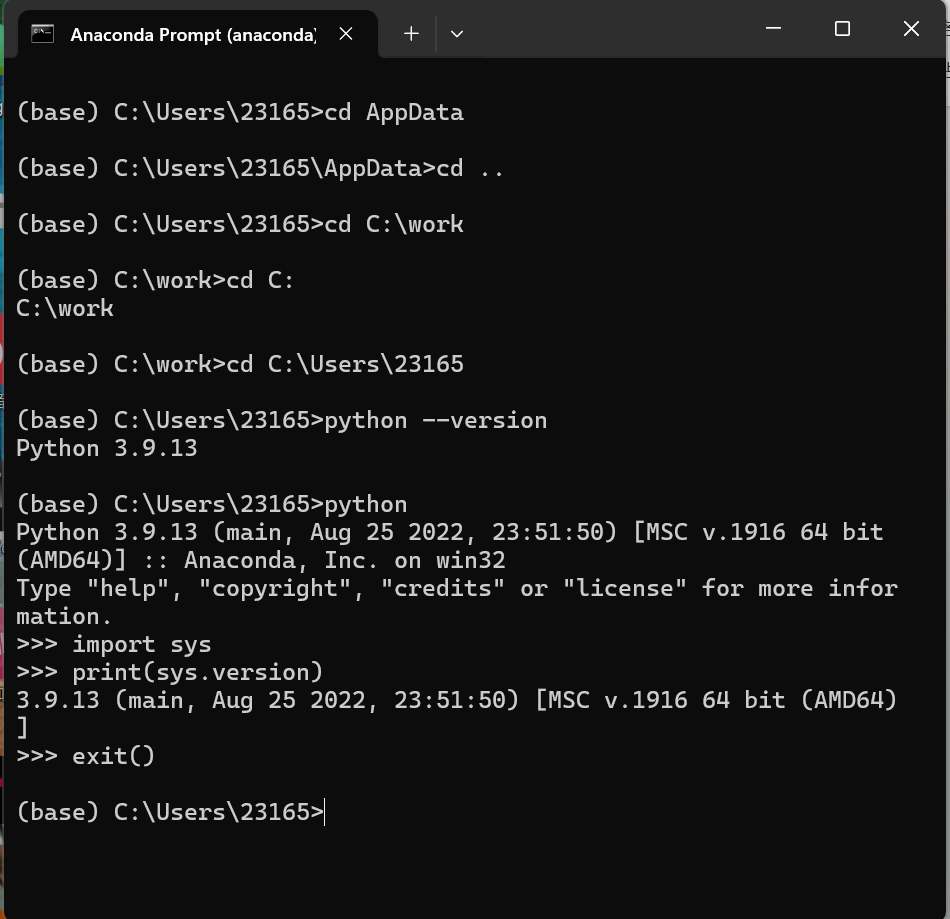 Anaconda Prompt (anaconda)
(base) C:\Users\23165>cd AppData
(base) C:\Users\23165\AppData>cd ..
(base) C:\Users\23165>cd C:\work
(base) C:\work>cd C:
C:\work
(base) C:\work>cd C:\Users\23165
(base) C:\Users\23165>python --version
Python 3.9.13
(base) C:\Users\23165>python
Python 3.9.13 (main, Aug 25 2022, 23:51:50) [MSC v.1916 64 bit
(AMD64)] :: Anaconda, Inc. on win32
Type "help", "copyright", "credits" or "license" for more infor
mation.
>>> import sys
>>> print(sys.version)
3.9.13 (main, Aug 25 2022, 23:51:50) [MSC v.1916 64 bit (AMD64)
]
>>> exit()
(base) C:\Users\23165>